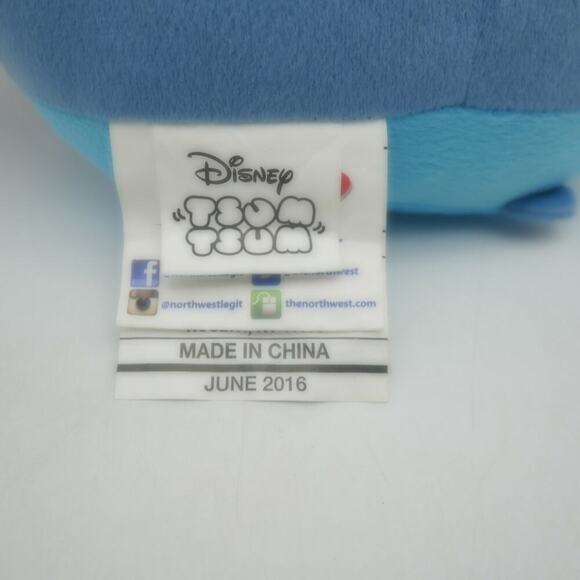 Disney
TSUM
TSUM
@northwestlegit
thenorthwest.com
MADE IN CHINA
JUNE 2016